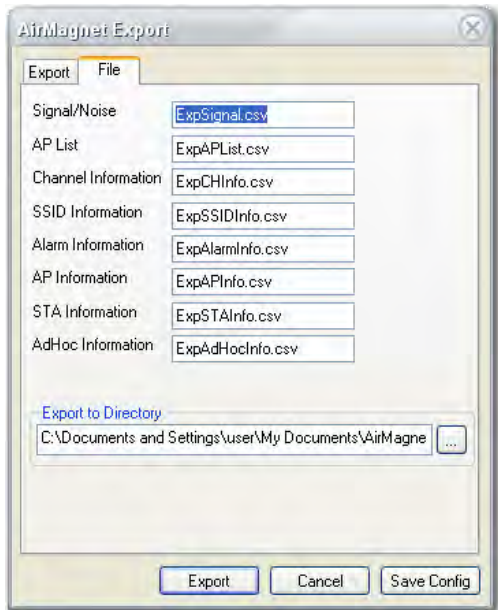 AirMagnet Export
Export File
Signal/Noise ExpSignal.csv
AP List ExpAPList.csv
Channel Information ExpCHInfo.csv
SSID Information ExpSSIDInfo.csv
Alarm Information ExpAlarmInfo.csv
AP Information ExpAPInfo.csv
STA Information ExpSTAInfo.csv
AdHoc Information ExpAdHocInfo.csv
Export to Directory
C:\Documents and Settings\user\My Documents\AirMagne ...
Export Cancel Save Config